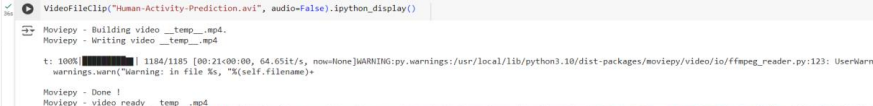 VideoFileClip("Human-Activity-Prediction.avi", audio=False).ipython_display()
Moviepy - Building video __temp__.mp4.
Moviepy - Writing video __temp__.mp4
t: 100%|██████████| 1184/1185 [00:21<00:00, 64.65it/s, now=None]WARNING:py.warnings:/usr/local/lib/python3.10/dist-packages/moviepy/video/io/ffmpeg_reader.py:123: UserWarn
warnings.warn("Warning: in file %s, "%(self.filename)+
Moviepy - Done !
Moviepy - video ready __temp__.mp4